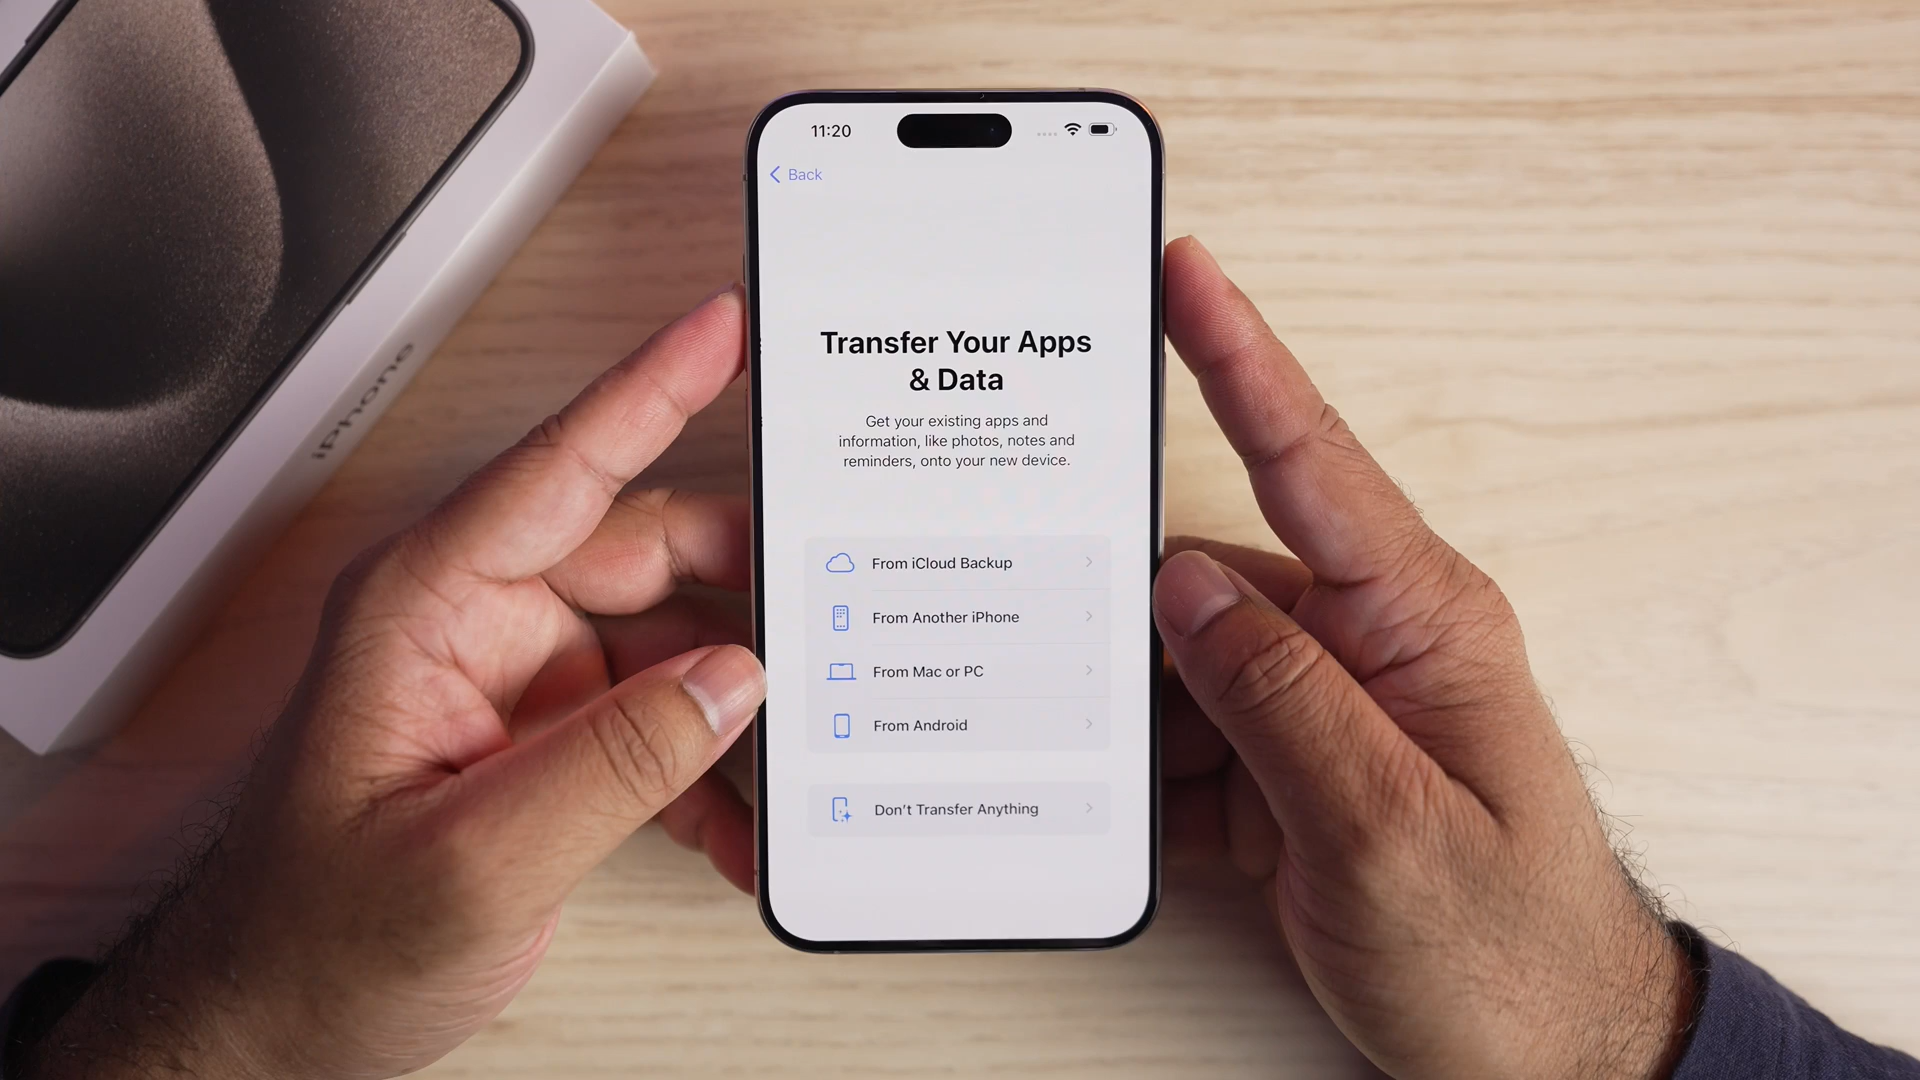 iPhone
11:20
Back
Transfer Your Apps
& Data
Get your existing apps and
information, like photos, notes and
reminders, onto your new device.
From iCloud Backup
From Another iPhone
From Mac or PC
From Android
Don't Transfer Anything